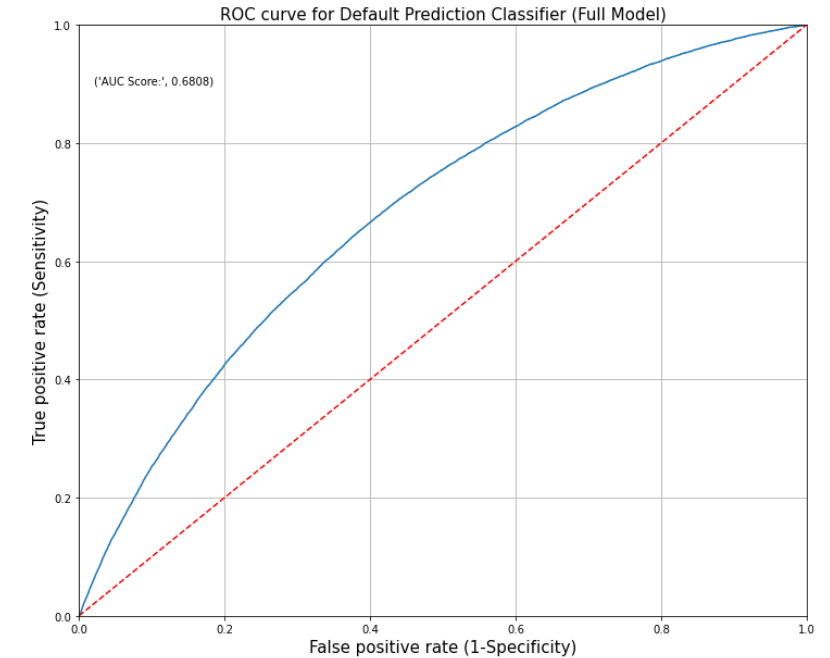 ROC curve for Default Prediction Classifier (Full Model)
1.0
('AUC Score:', 0.6808)
0.8
0.6
0.4
0.2
0.0
True positive rate (Sensitivity)
0.0 0.2 0.4 0.6 0.8 1.0
False positive rate (1-Specificity)